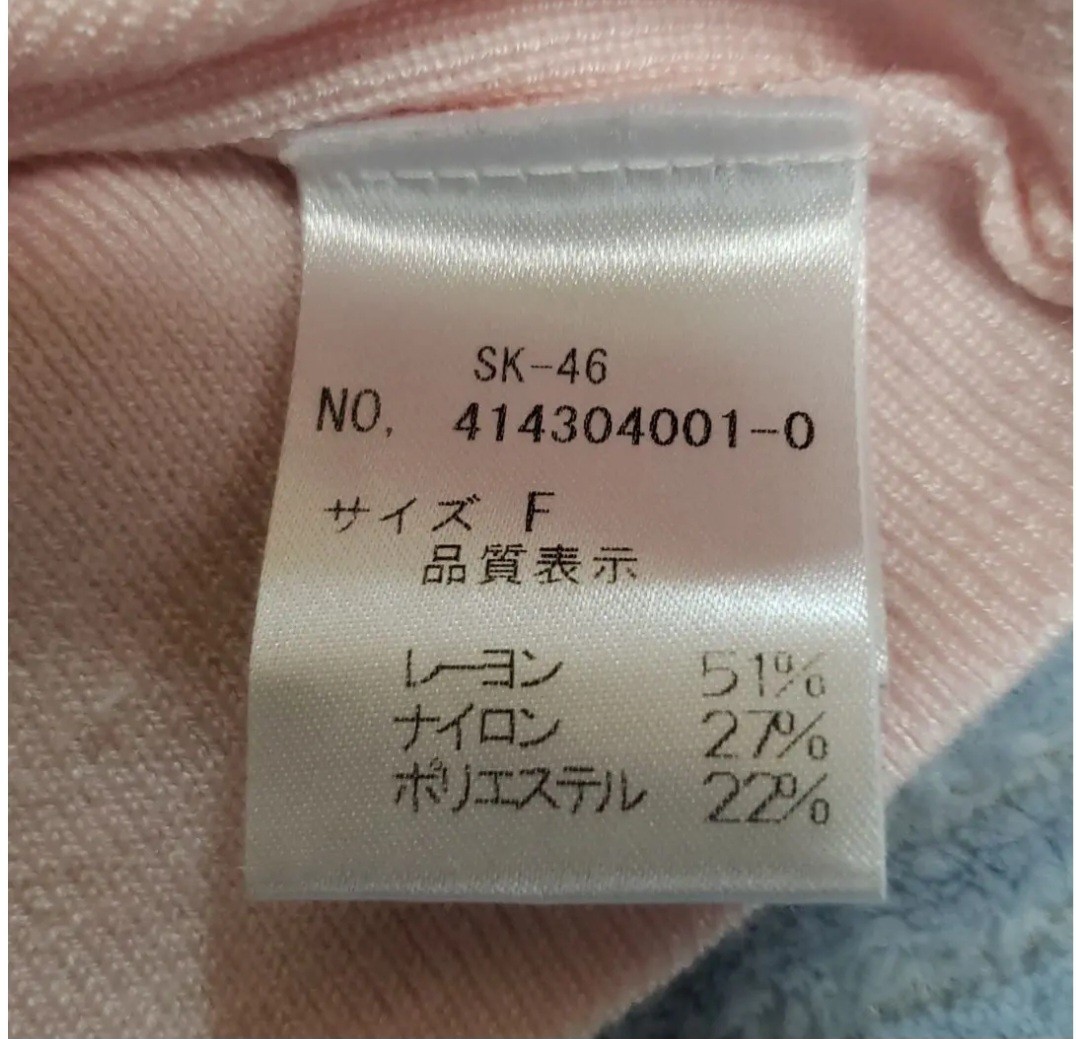 SK-46
NO. 414304001-0
サイズ F
品質表示
レーヨン 51%
ナイロン 27%
ポリエステル 22%